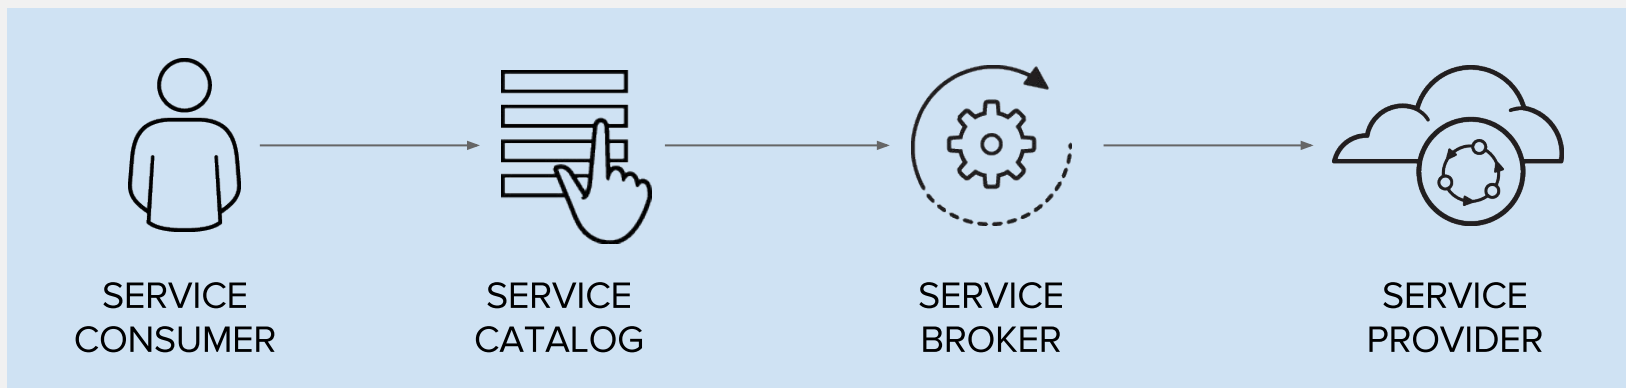 SERVICE
CONSUMER
SERVICE
CATALOG
SERVICE
BROKER
SERVICE
PROVIDER